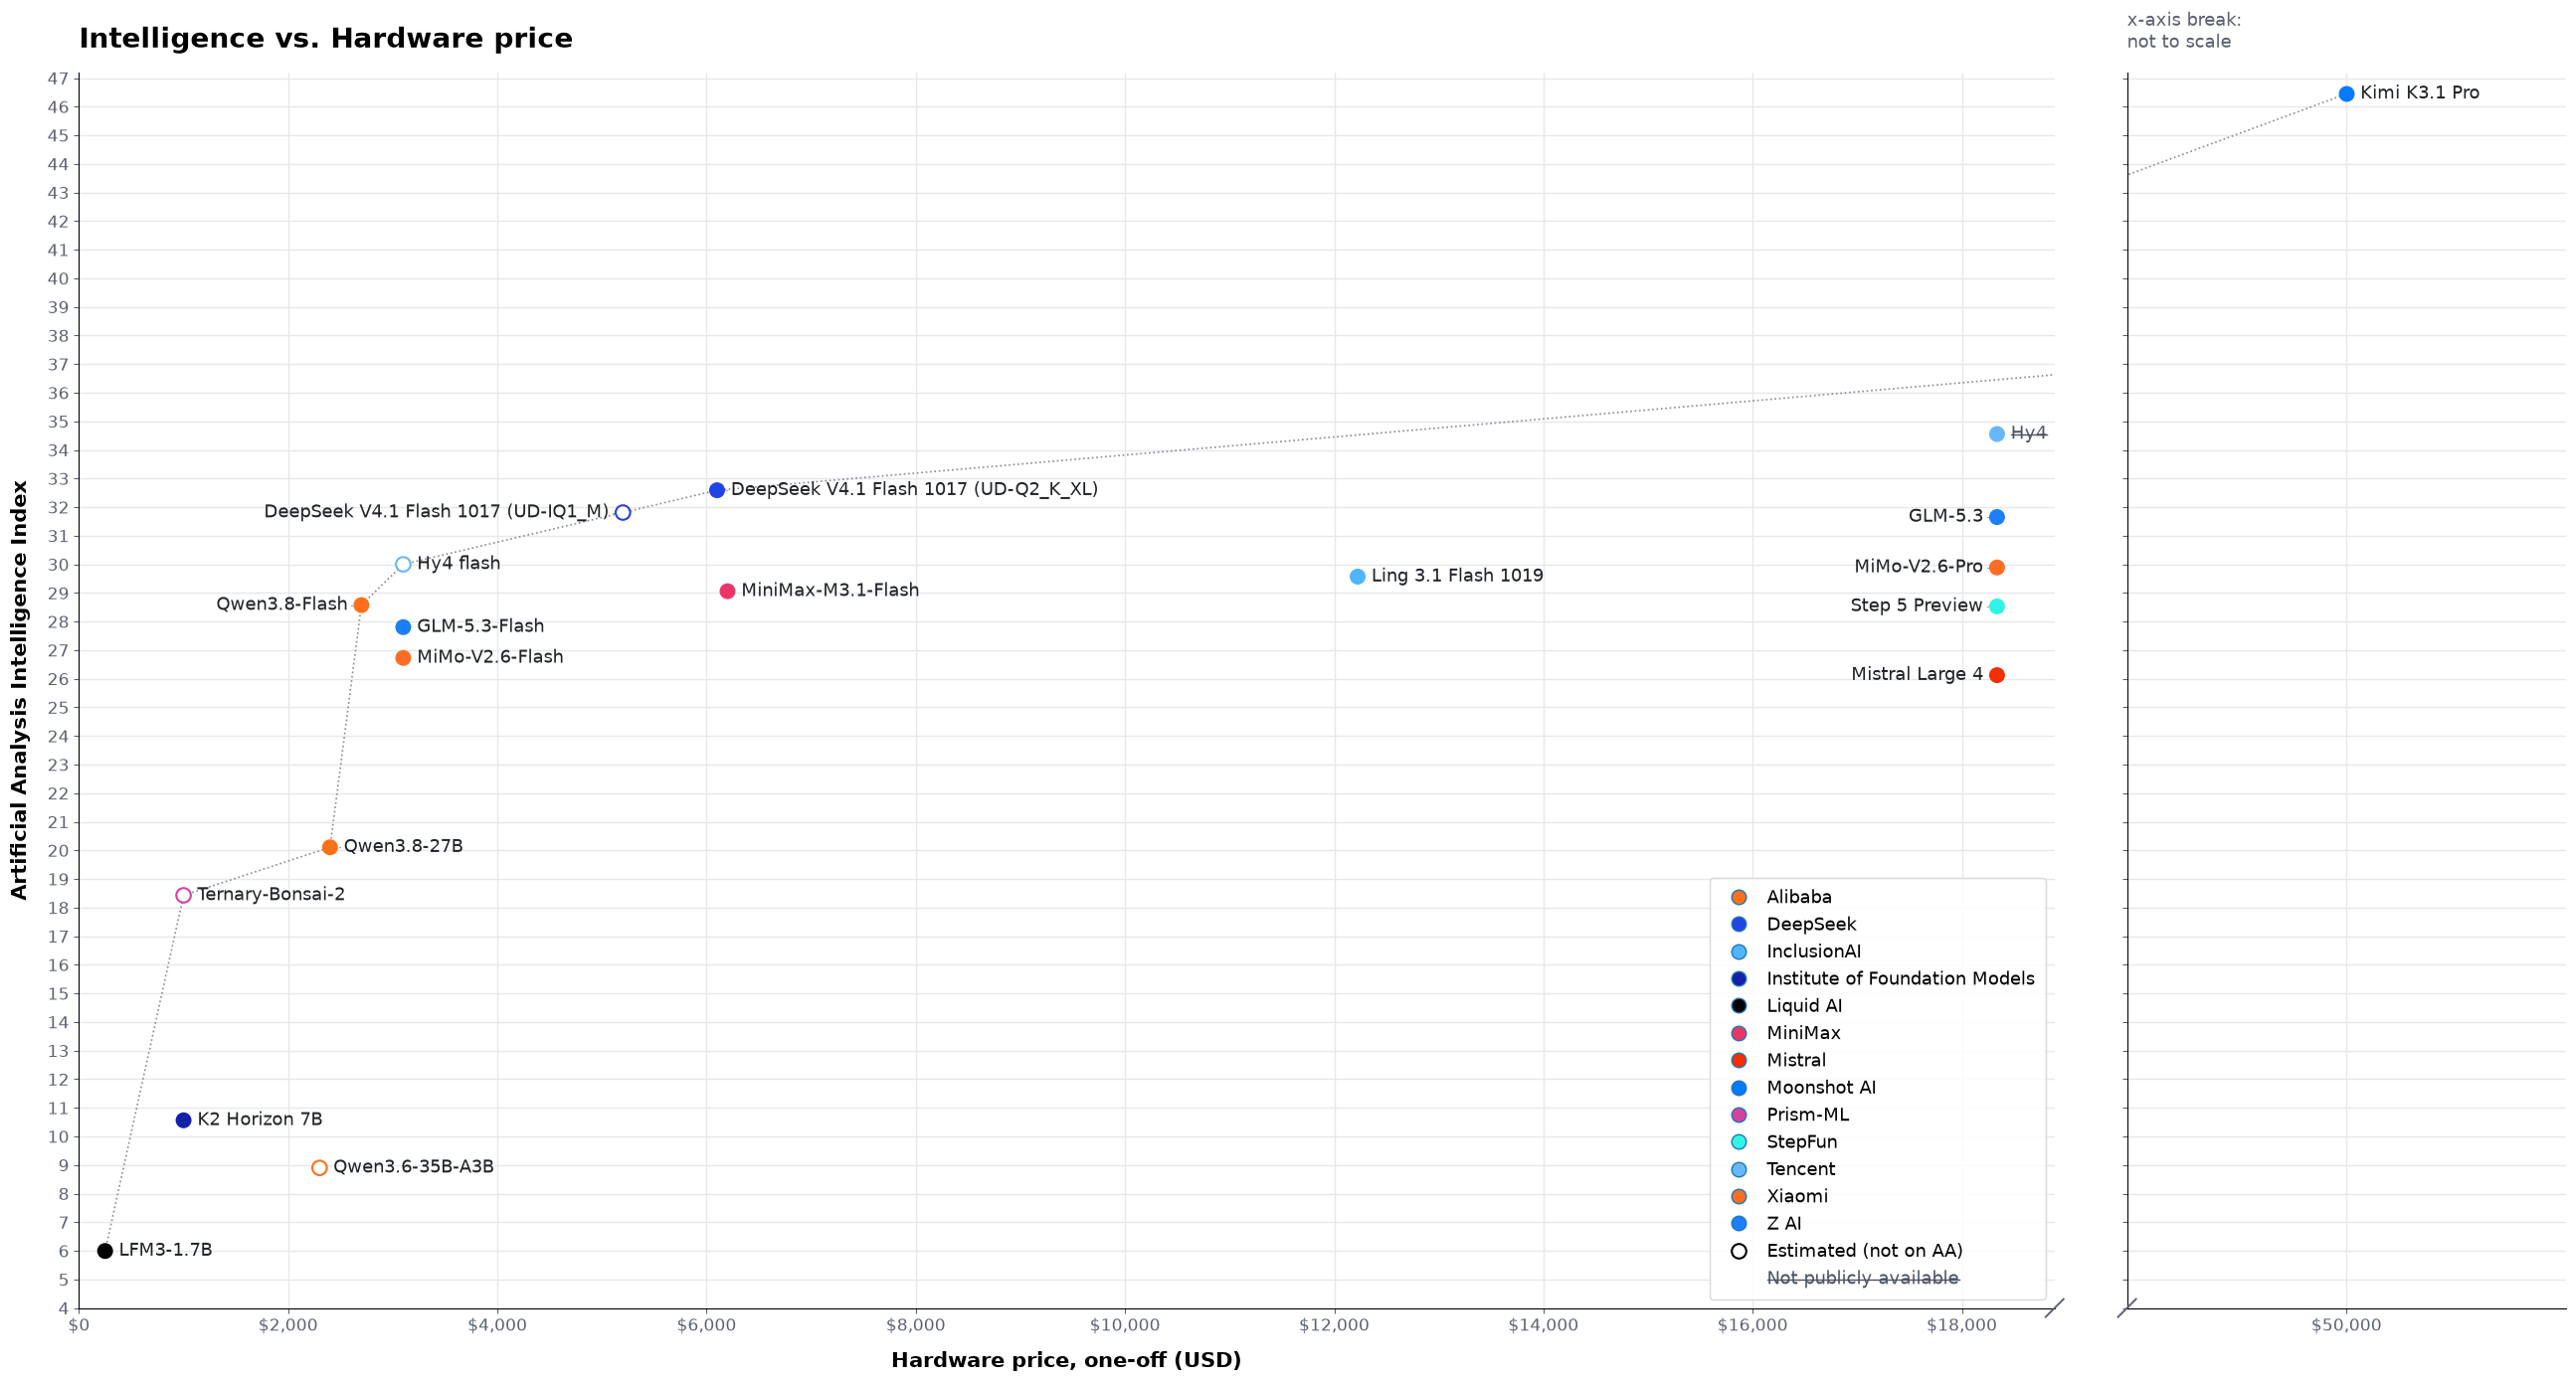 Intelligence vs. Hardware price
x-axis break:
not to scale
Artificial Analysis Intelligence Index
47
46
45
44
43
42
41
40
39
38
37
36
35
34
33
32
31
30
29
28
27
26
25
24
23
22
21
20
19
18
17
16
15
14
13
12
11
10
9
8
7
6
5
4
Kimi K3.1 Pro
Hy4
DeepSeek V4.1 Flash 1017 (UD-Q2_K_XL)
DeepSeek V4.1 Flash 1017 (UD-IQ1_M)
GLM-5.3
Hy4 flash
MiMo-V2.6-Pro
Ling 3.1 Flash 1019
MiniMax-M3.1-Flash
Qwen3.8-Flash
Step 5 Preview
GLM-5.3-Flash
MiMo-V2.6-Flash
Mistral Large 4
Qwen3.8-27B
Ternary-Bonsai-2
K2 Horizon 7B
Qwen3.6-35B-A3B
LFM3-1.7B
Alibaba
DeepSeek
InclusionAI
Institute of Foundation Models
Liquid AI
MiniMax
Mistral
Moonshot AI
Prism-ML
StepFun
Tencent
Xiaomi
Z AI
Estimated (not on AA)
Not publicly available
$0
$2,000
$4,000
$6,000
$8,000
$10,000
$12,000
$14,000
$16,000
$18,000
$50,000
Hardware price, one-off (USD)